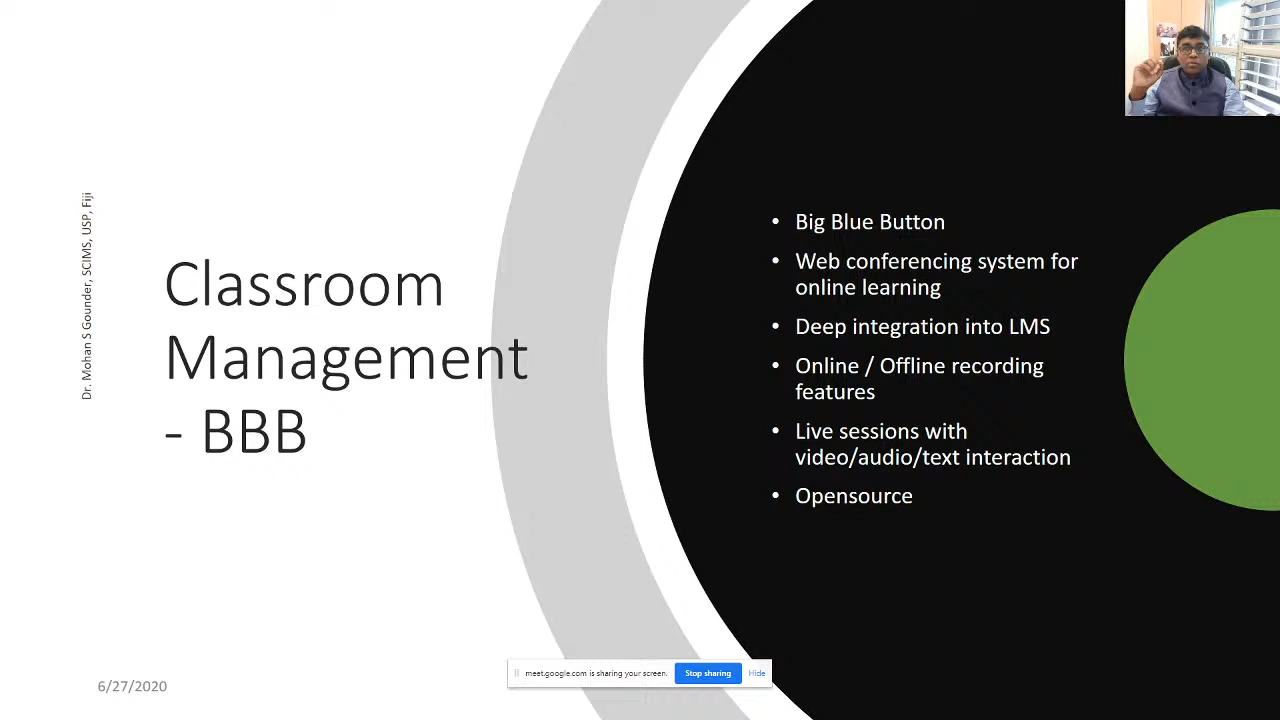 Dr. Mohan S Gounder, SCIMS, USP, Fiji
Classroom
Management
- BBB
• Big Blue Button
• Web conferencing system for
online learning
• Deep integration into LMS
• Online / Offline recording
features
• Live sessions with
video/audio/text interaction
• Opensource
meet.google.com is sharing your screen. Stop sharing Hide
6/27/2020